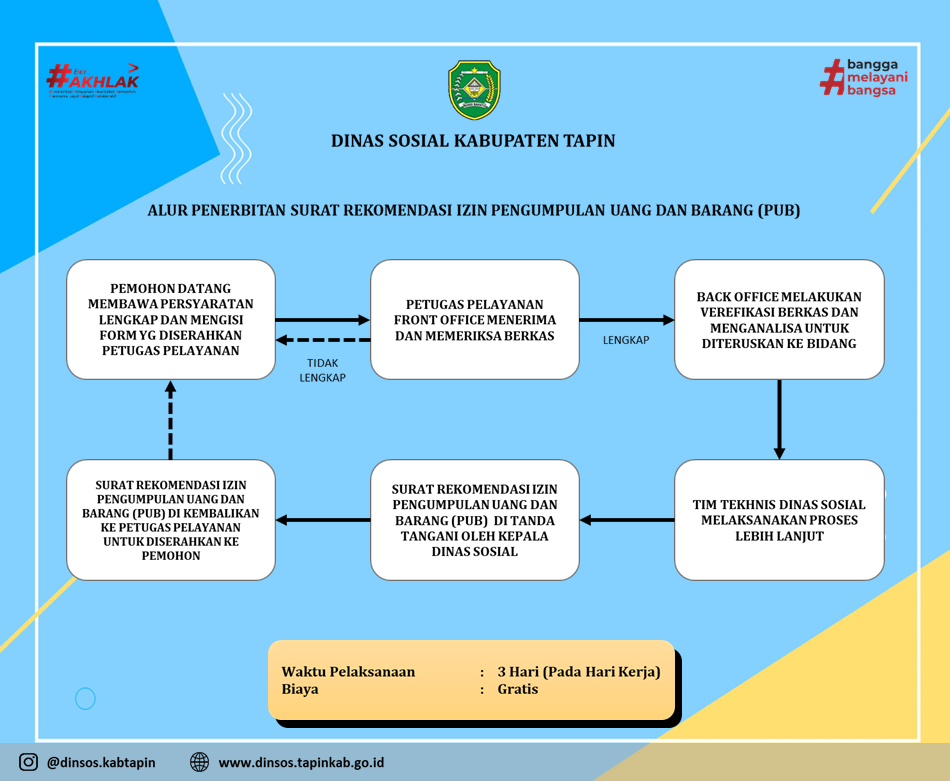 #AKHLAK
bangga
melayani
bangsa
DINAS SOSIAL KABUPATEN TAPIN
ALUR PENERBITAN SURAT REKOMENDASI IZIN PENGUMPULAN UANG DAN BARANG (PUB)
PEMOHON DATANG
MEMBAWA PERSYARATAN
LENGKAP DAN MENGISI
FORM YG DISERAHKAN
PETUGAS PELAYANAN
TIDAK
LENGKAP
PETUGAS PELAYANAN
FRONT OFFICE MENERIMA
DAN MEMERIKSA BERKAS
LENGKAP
BACK OFFICE MELAKUKAN
VEREFIKASI BERKAS DAN
MENGANALISA UNTUK
DITERUSKAN KE BIDANG
TIM TEKHNIS DINAS SOSIAL
MELAKSANAKAN PROSES
LEBIH LANJUT
SURAT REKOMENDASI IZIN
PENGUMPULAN UANG DAN
BARANG (PUB) DI TANDA
TANGANI OLEH KEPALA
DINAS SOSIAL
SURAT REKOMENDASI IZIN
PENGUMPULAN UANG DAN
BARANG (PUB) DI KEMBALIKAN
KE PETUGAS PELAYANAN
UNTUK DISERAHKAN KE
PEMOHON
Waktu Pelaksanaan : 3 Hari (Pada Hari Kerja)
Biaya : Gratis
@dinsos.kabtapin www.dinsos.tapinkab.go.id